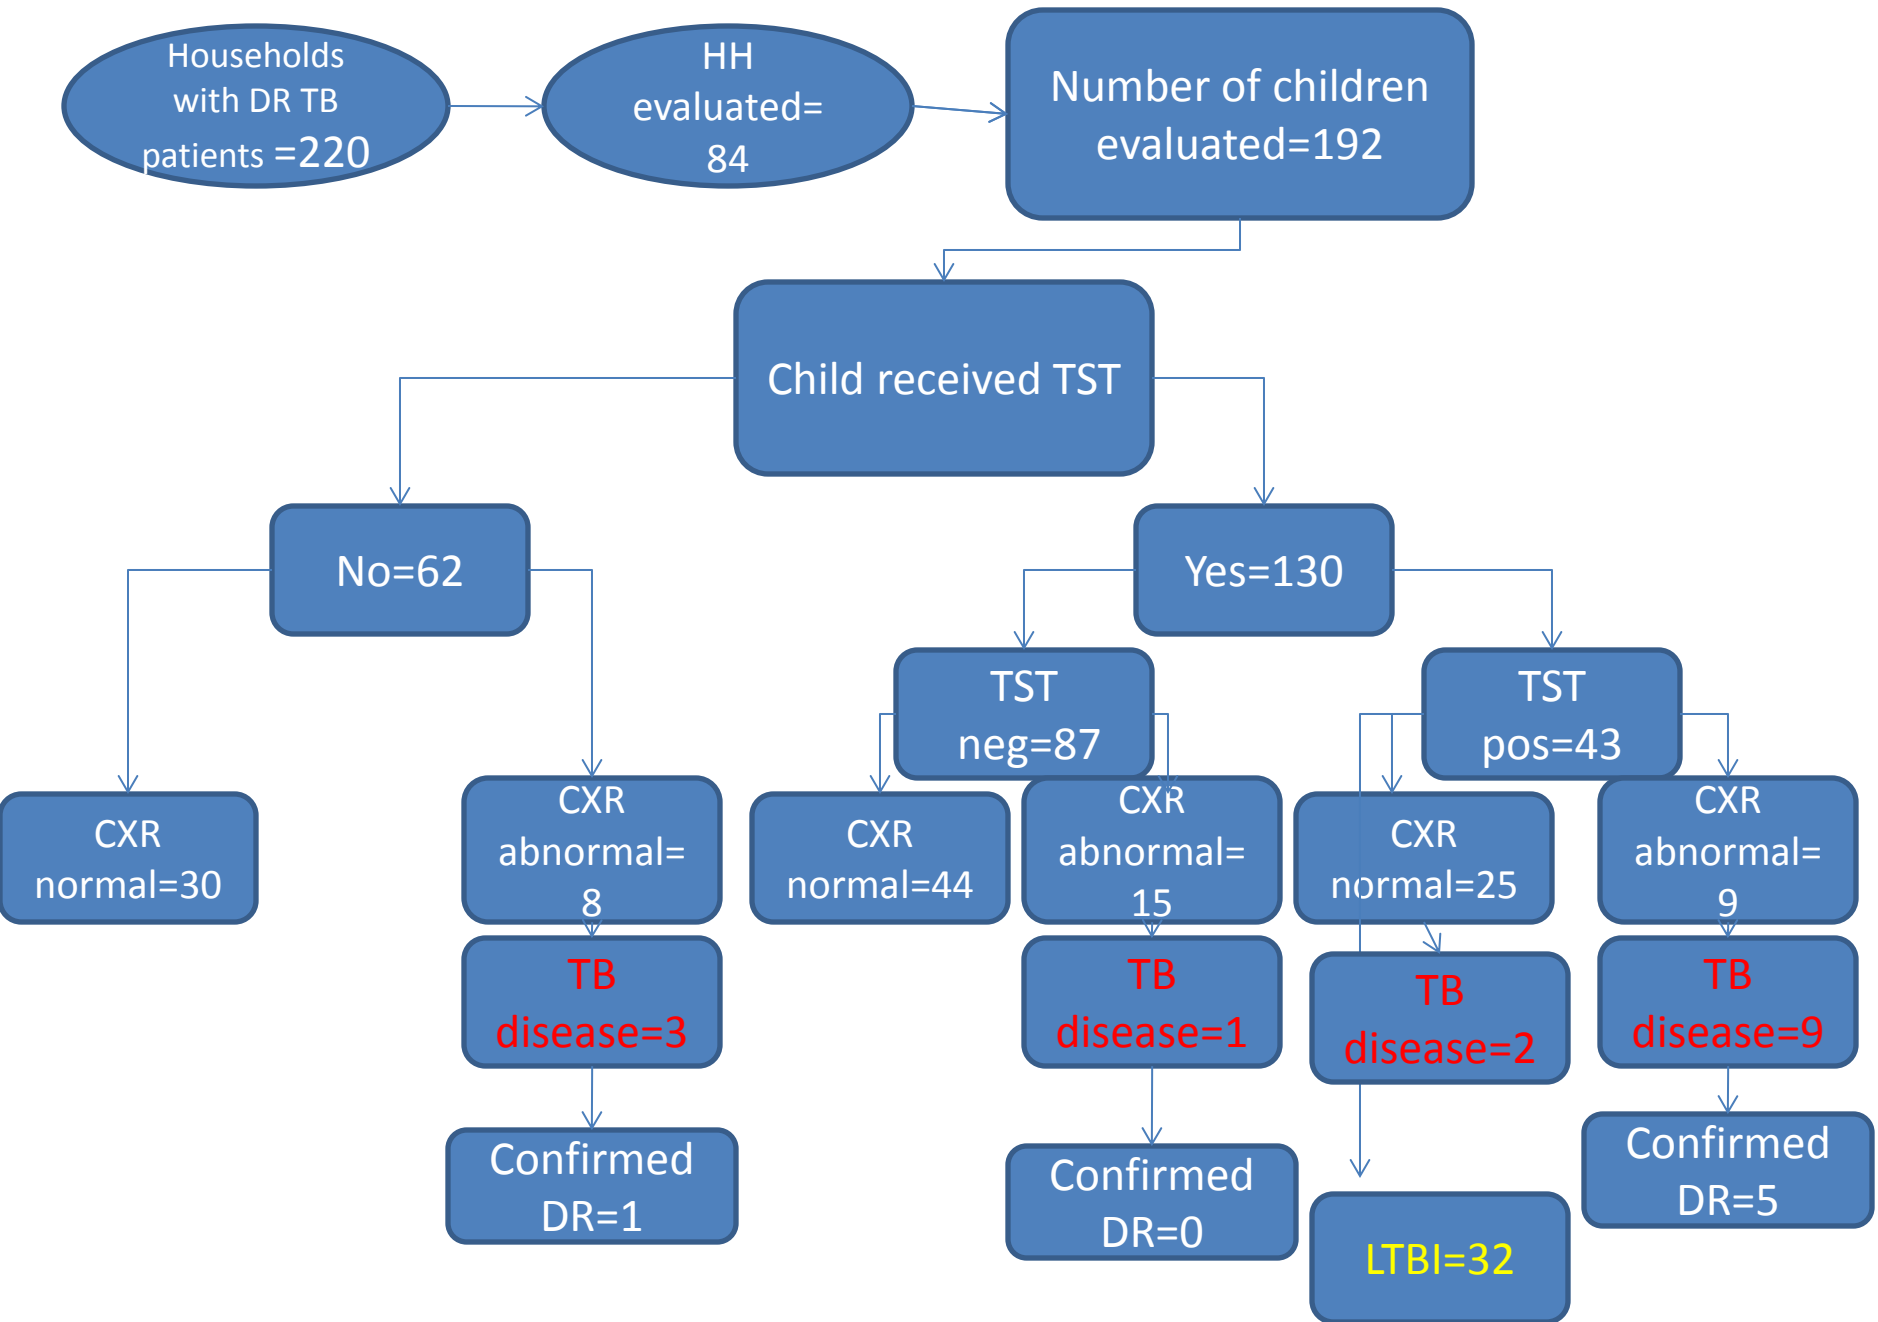 Households
with DR TB
patients =220
HH
evaluated=
84
Number of children
evaluated=192
Child received TST
No=62
Yes=130
TST
neg=87
TST
pos=43
CXR
normal=30
CXR
abnormal=
8
CXR
normal=44
CXR
abnormal=
15
CXR
normal=25
CXR
abnormal=
9
TB
disease=3
TB
disease=1
TB
disease=2
TB
disease=9
Confirmed
DR=1
Confirmed
DR=0
LTBI=32
Confirmed
DR=5